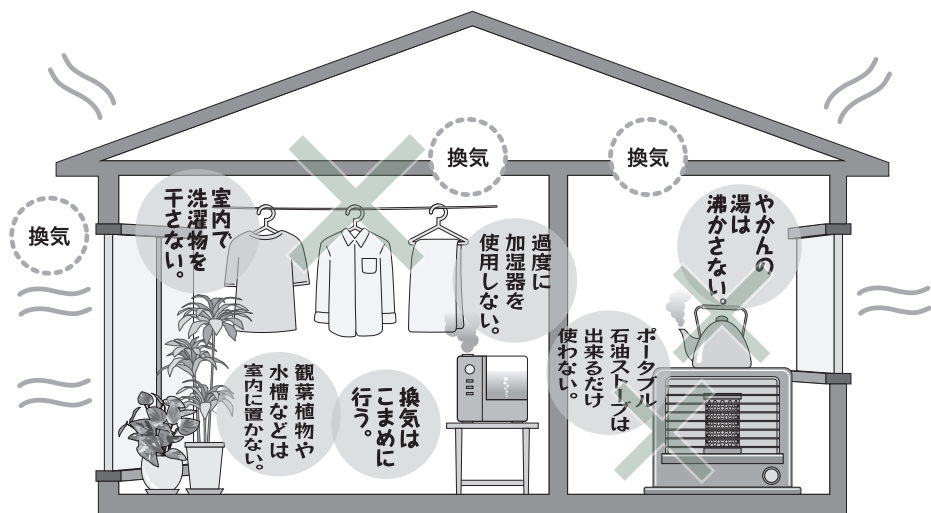 換気
換気
換気
室内で
洗濯物を
干さない。
過度に
加湿器を
使用しない。
やかんの
湯は
沸かさない。
ポータブル
石油ストーブは
出来るだけ
使わない。
観葉植物や
水槽などは
室内に置かない。
換気は
こまめに
行う。